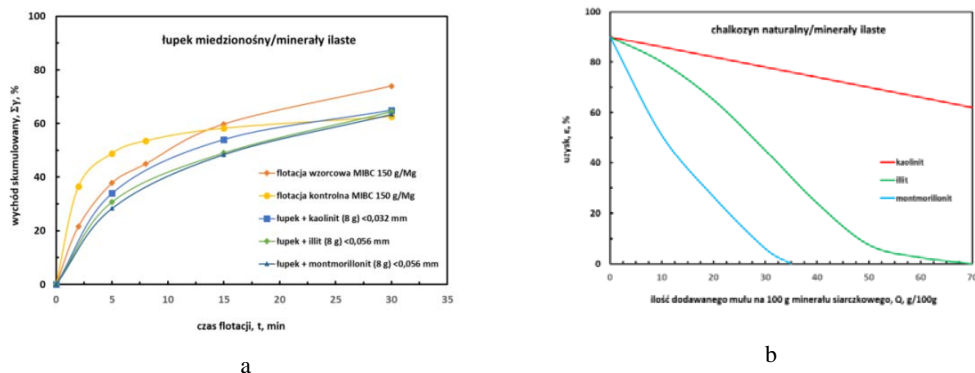 łupek miedzionośny/minerały ilaste
wychód skumulowany, Σγ, %
100
80
60
40
20
0
flotacja wzorcowa MIBC 150 g/Mg
flotacja kontrolna MIBC 150 g/Mg
łupek + kaolinit (8 g) <0,032 mm
łupek + illit (8 g) <0,056 mm
łupek + montmorillonit (8 g) <0,056 mm
0 5 10 15 20 25 30 35
czas flotacji, t, min
a
chalkozyn naturalny/minerały ilaste
uzysk, ε, %
100
80
60
40
20
0
kaolinit
illit
montmorillonit
0 10 20 30 40 50 60 70
ilość dodawanego mułu na 100 g minerału siarczkowego, Q, g/100g
b